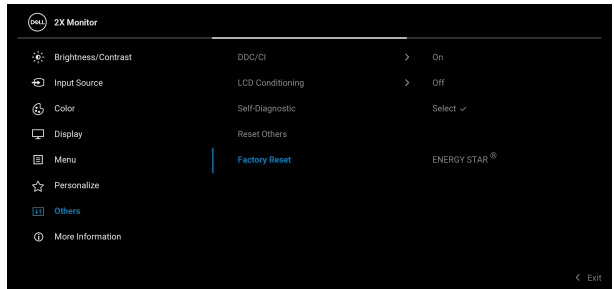 DELL 2X Monitor
Brightness/Contrast DDC/CI On
Input Source LCD Conditioning Off
Color Self-Diagnostic Select
Display Reset Others
Menu Factory Reset ENERGY STAR ®
Personalize
Others
More Information
Exit